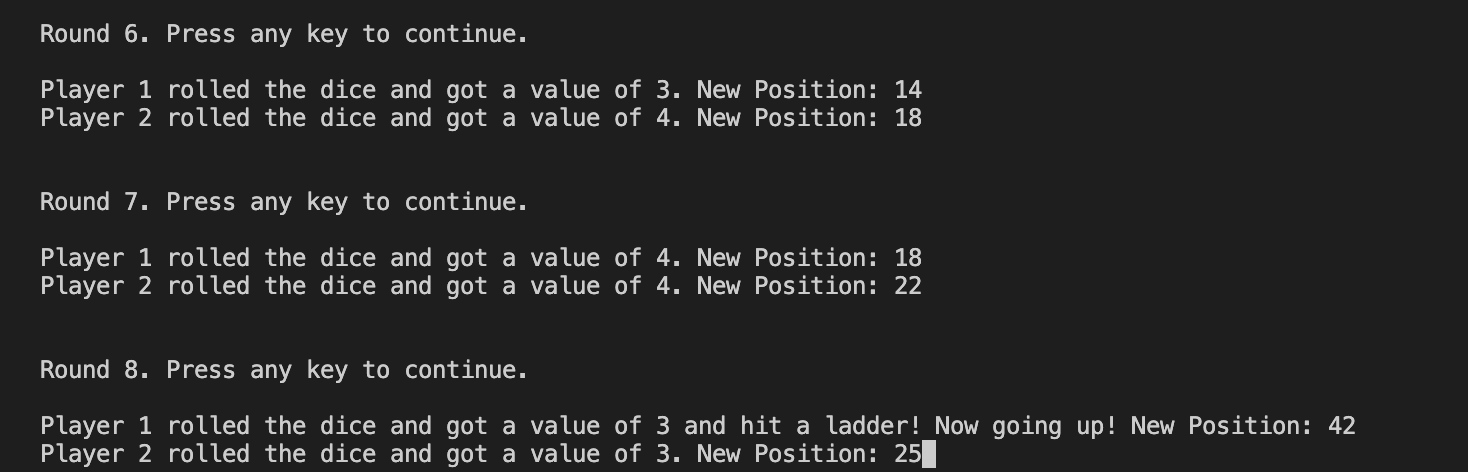 Round 6. Press any key to continue.
Player 1 rolled the dice and got a value of 3. New Position: 14
Player 2 rolled the dice and got a value of 4. New Position: 18
Round 7. Press any key to continue.
Player 1 rolled the dice and got a value of 4. New Position: 18
Player 2 rolled the dice and got a value of 4. New Position: 22
Round 8. Press any key to continue.
Player 1 rolled the dice and got a value of 3 and hit a ladder! Now going up! New Position: 42
Player 2 rolled the dice and got a value of 3. New Position: 25